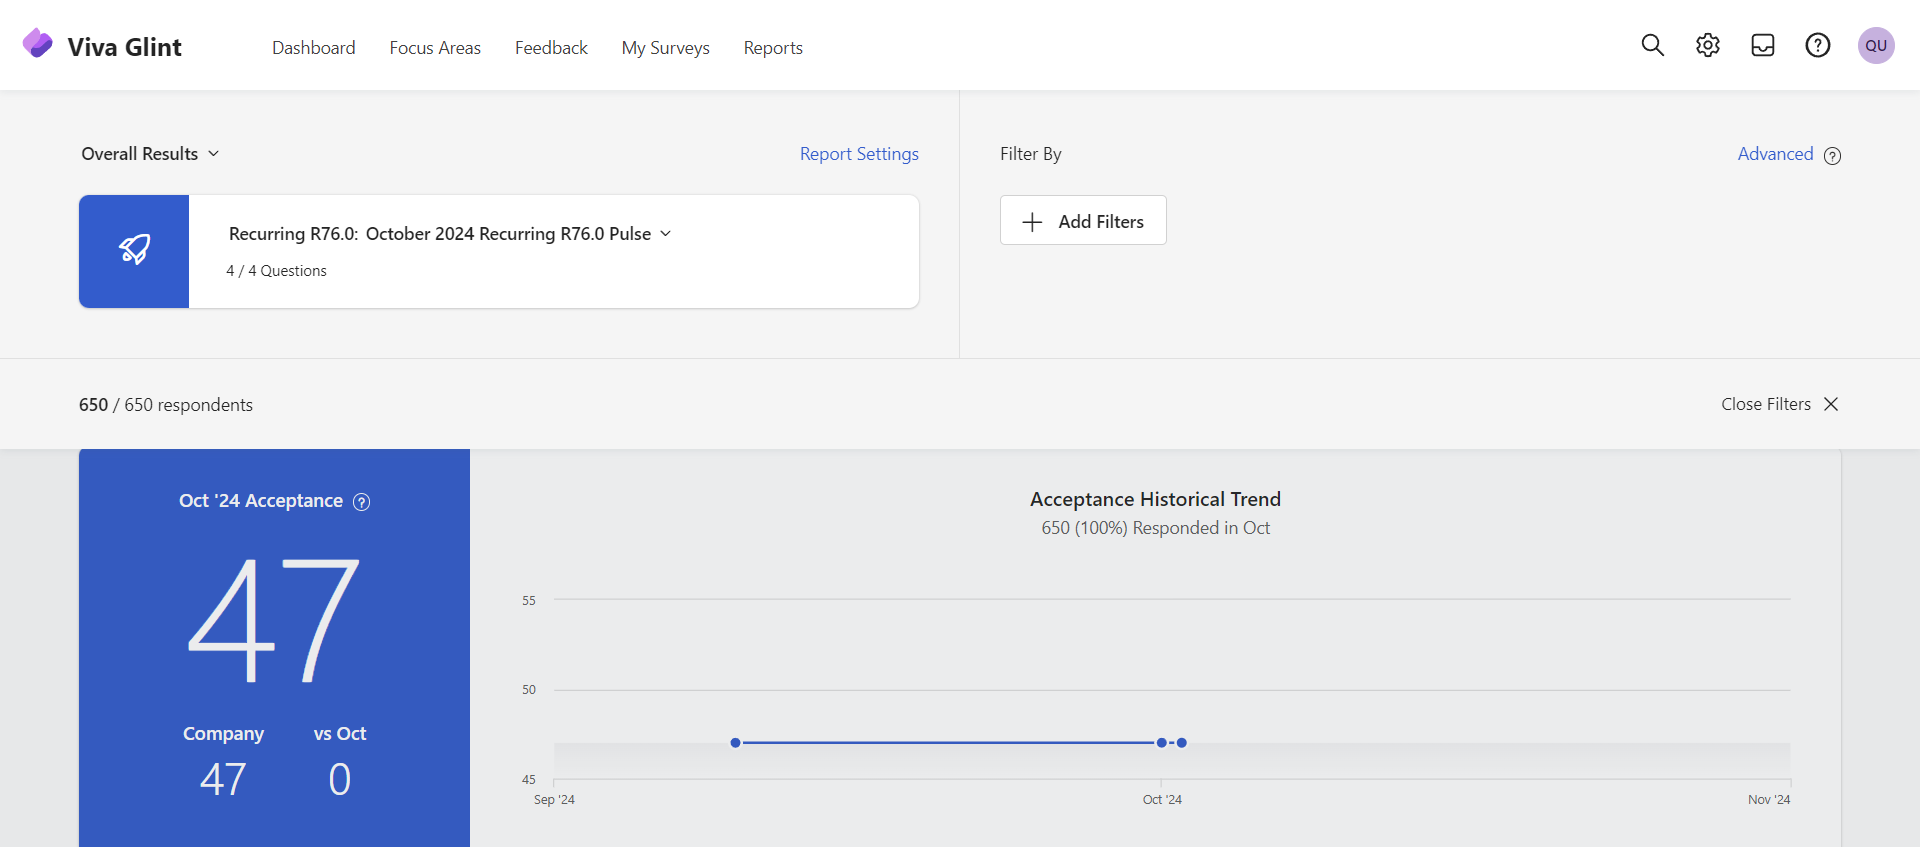 Viva Glint
Dashboard
Focus Areas
Feedback
My Surveys
Reports
QU
Overall Results
Report Settings
Recurring R76.0: October 2024 Recurring R76.0 Pulse
4 / 4 Questions
Filter By
Advanced ?
Add Filters
650 / 650 respondents
Close Filters
Oct '24 Acceptance ?
47
Company
47
vs Oct
0
Acceptance Historical Trend
650 (100%) Responded in Oct
55
50
45
Sep '24
Oct '24
Nov '24